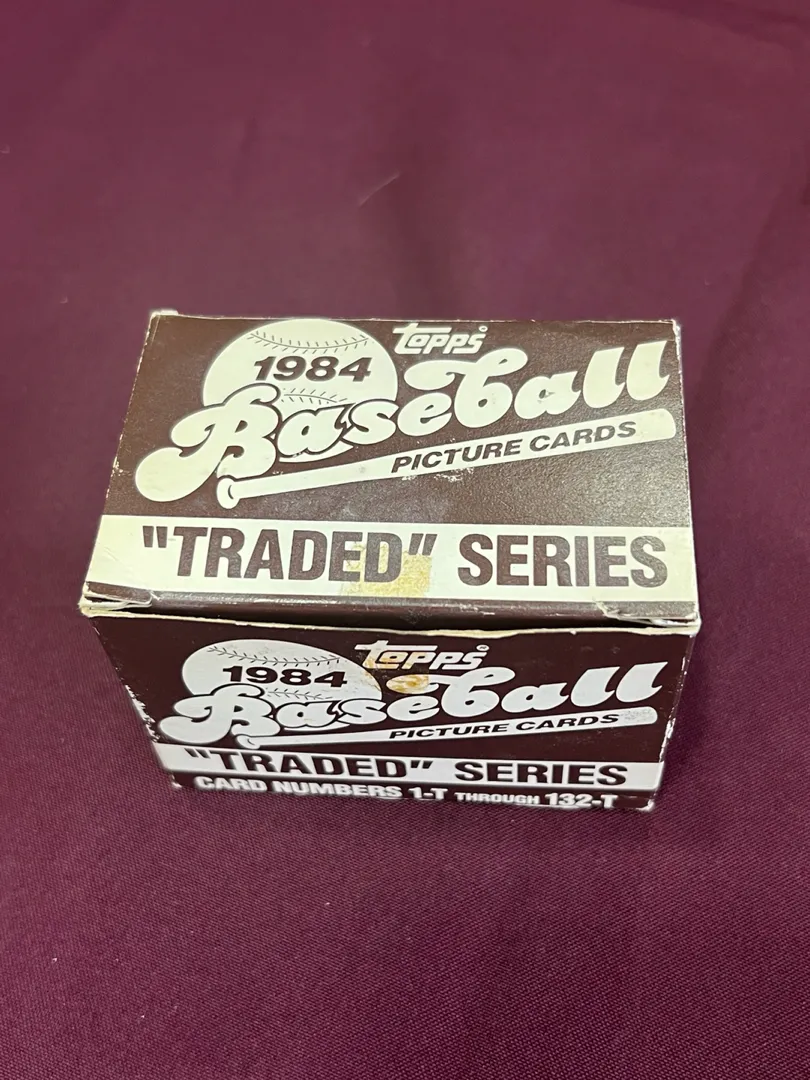 topps
1984
Baseball
PICTURE CARDS
"TRADED" SERIES
topps
1984
Baseball
PICTURE CARDS
"TRADED" SERIES
CARD NUMBERS 1-T THROUGH 132-T